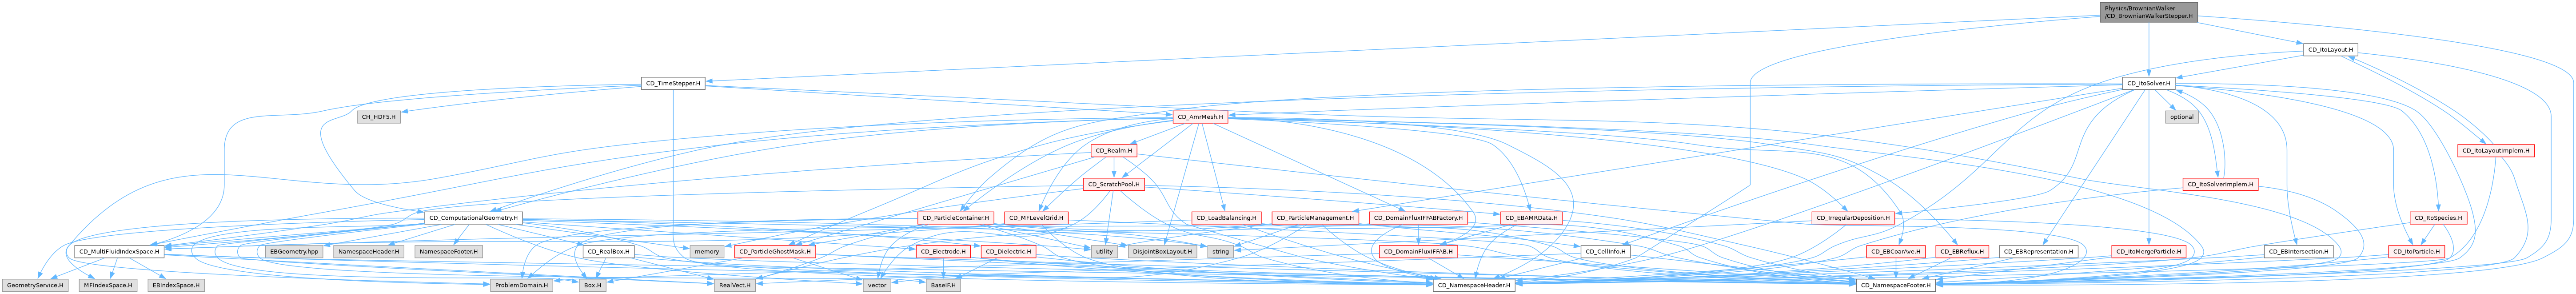 Physics/BrownianWalker
/CD_BrownianWalkerStepper.H
CD_ItoLayout.H
CD_TimeStepper.H
CD_ItoSolver.H
CH_HDF5.H
CD_AmrMesh.H
optional
CD_Realm.H
CD_ItoLayoutImplem.H
CD_ScratchPool.H
CD_ItoSolverImplem.H
CD_ComputationalGeometry.H
CD_ParticleContainer.H
CD_MFLevelGrid.H
CD_LoadBalancing.H
CD_ParticleManagement.H
CD_DomainFluxIFFABFactory.H
CD_EBAMRData.H
CD_IrregularDeposition.H
CD_ItoSpecies.H
CD_MultiFluidIndexSpace.H
EBGeometry.hpp
NamespaceHeader.H
NamespaceFooter.H
CD_RealBox.H
memory
CD_ParticleGhostMask.H
CD_Electrode.H
CD_Dielectric.H
utility
DisjointBoxLayout.H
string
CD_DomainFluxIFFAB.H
CD_CellInfo.H
CD_EBCoarAve.H
CD_EBReflux.H
CD_EBRepresentation.H
CD_ItoMergeParticle.H
CD_EBIntersection.H
CD_ItoParticle.H
GeometryService.H
MFIndexSpace.H
EBIndexSpace.H
ProblemDomain.H
Box.H
RealVect.H
vector
BaseIF.H
CD_NamespaceHeader.H
CD_NamespaceFooter.H